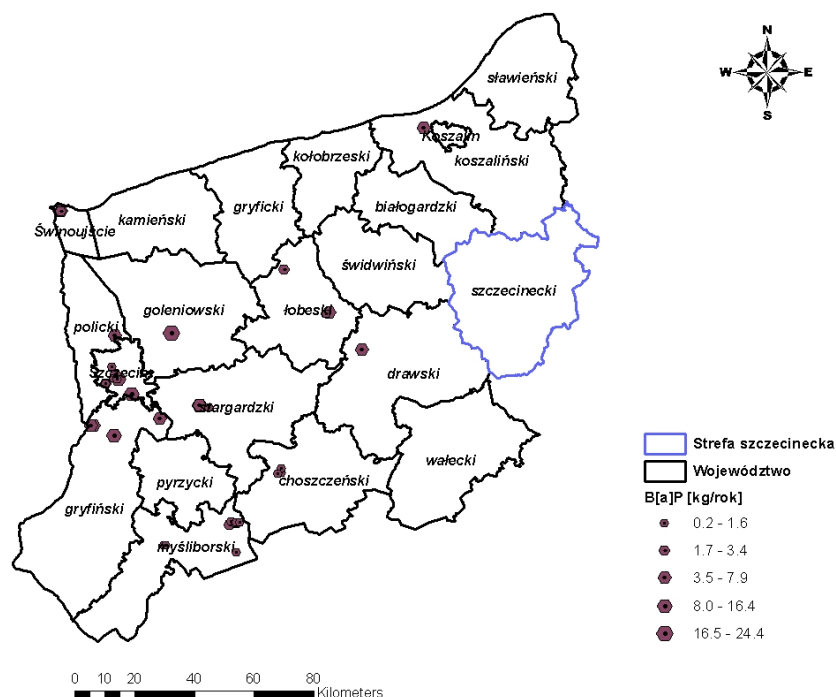 N
W E
S
sławieński
Koszalin
koszaliński
kołobrzeski
gryficki
białogardzki
kamieński
Świnoujście
świdwiński
szczecinecki
goleniowski
łobeski
policki
Szczecin
drawski
stargardzki
wałecki
choszczeński
pyrzycki
gryfiński
myśliborski
Strefa szczecinecka
Województwo
B[a]P [kg/rok]
0.2 - 1.6
1.7 - 3.4
3.5 - 7.9
8.0 - 16.4
16.5 - 24.4
0 10 20 40 60 80
Kilometers